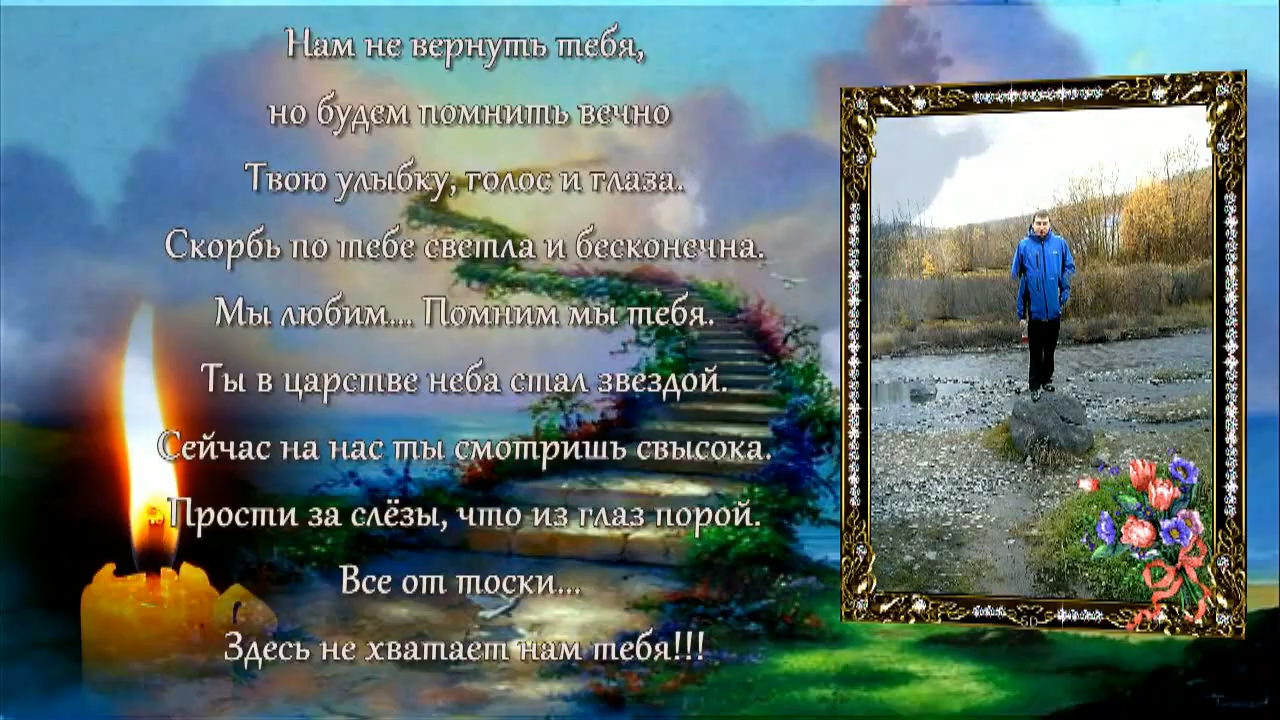 Нам не вернуть тебя,
но будем помнить вечно
Твою улыбку, голос и глаза.
Скорбь по тебе светла и бесконечна.
Мы любим... Помним мы тебя.
Ты в царстве неба стал звездой.
Сейчас на нас ты смотришь свысока.
Прости за слёзы, что из глаз порой.
Все от тоски...
Здесь не хватает нам тебя!!!